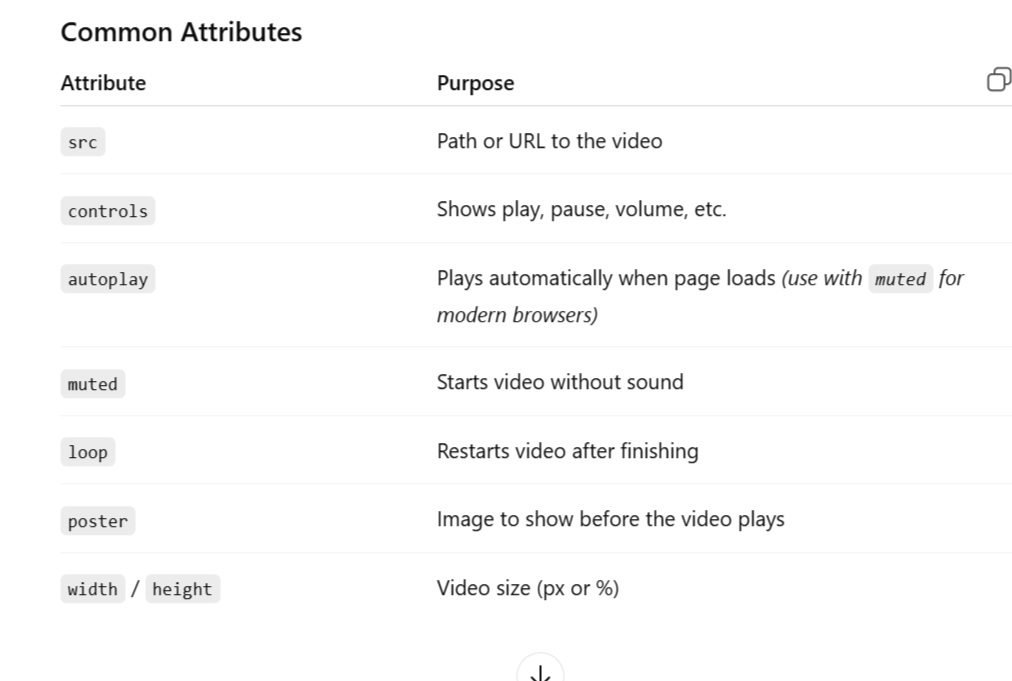 Common Attributes
Attribute Purpose
src Path or URL to the video
controls Shows play, pause, volume, etc.
autoplay Plays automatically when page loads (use with muted for
modern browsers)
muted Starts video without sound
loop Restarts video after finishing
poster Image to show before the video plays
width / height Video size (px or %)